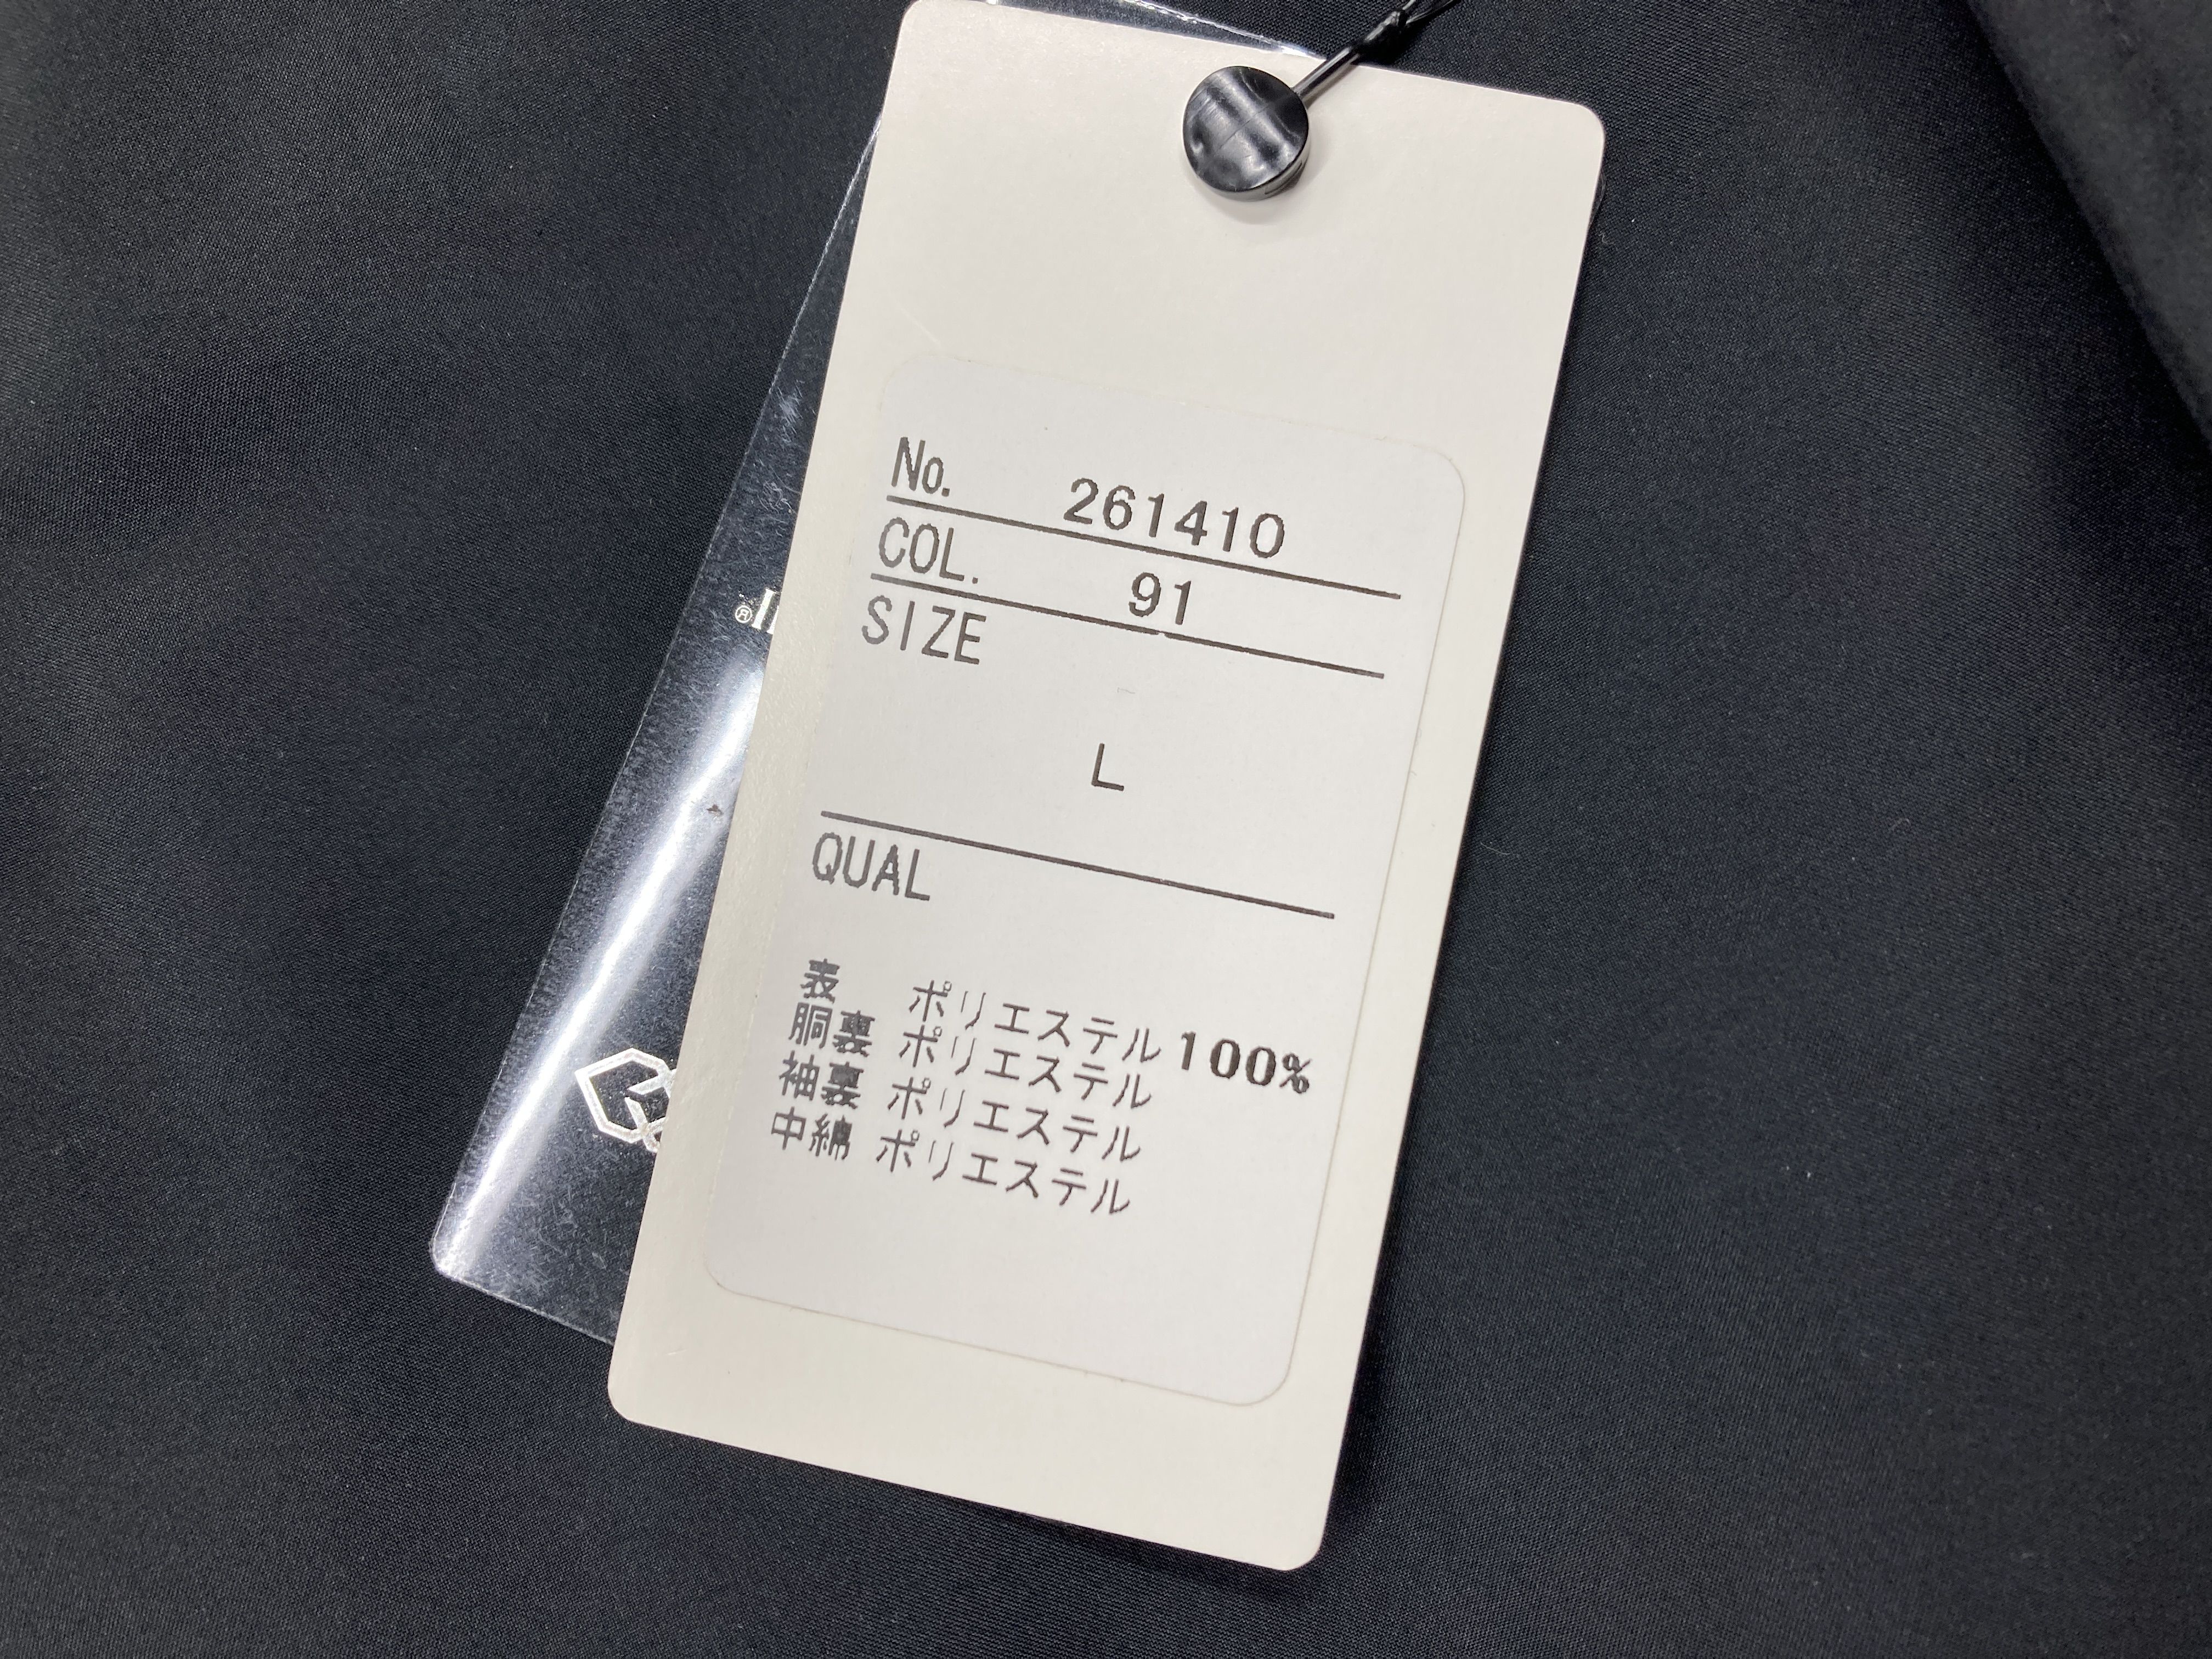 No. 261410
COL. 91
SIZE
L
QUAL
表 ポリエステル 100%
胴裏 ポリエステル
袖裏 ポリエステル
中綿 ポリエステル
®